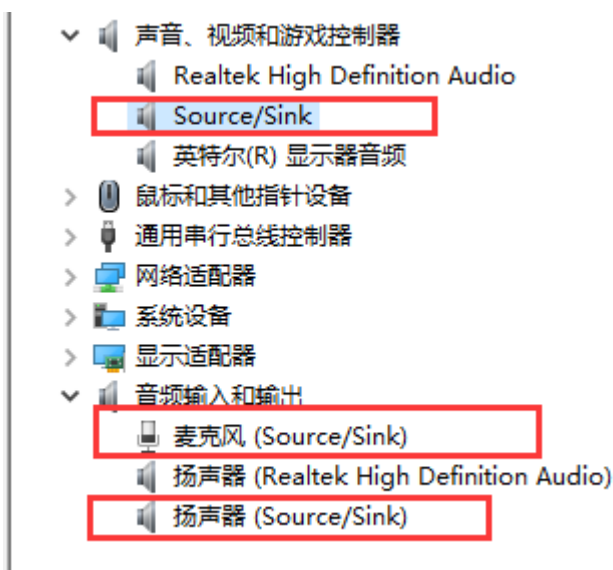 声音、视频和游戏控制器
Realtek High Definition Audio
Source/Sink
英特尔(R) 显示器音频
鼠标和其他指针设备
通用串行总线控制器
网络适配器
系统设备
显示适配器
音频输入和输出
麦克风 (Source/Sink)
扬声器 (Realtek High Definition Audio)
扬声器 (Source/Sink)